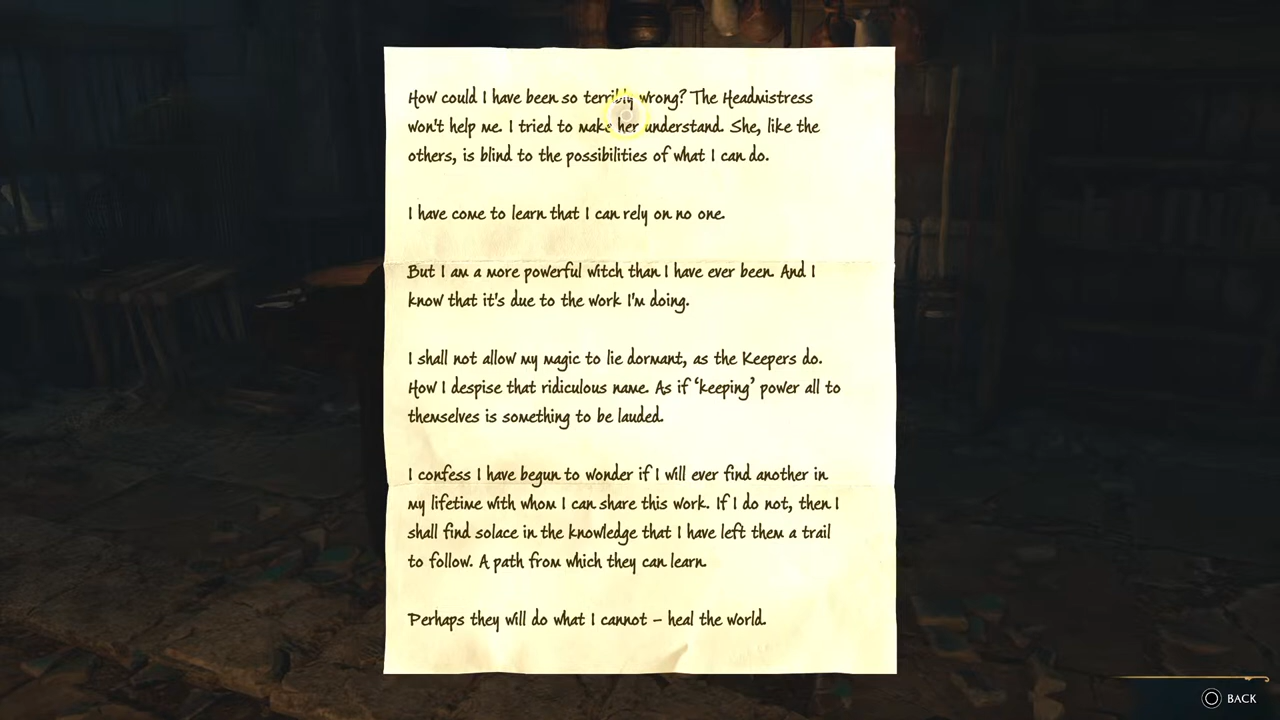 How could I have been so terribly wrong? The Headmistress
won't help me. I tried to make her understand. She, like the
others, is blind to the possibilities of what I can do.
I have come to learn that I can rely on no one.
But I am a more powerful witch than I have ever been. And I
know that it's due to the work I'm doing.
I shall not allow my magic to lie dormant, as the Keepers do.
How I despise that ridiculous name. As if ‘keeping’ power all to
themselves is something to be lauded.
I confess I have begun to wonder if I will ever find another in
my lifetime with whom I can share this work. If I do not, then I
shall find solace in the knowledge that I have left them a trail
to follow. A path from which they can learn.
Perhaps they will do what I cannot – heal the world.
BACK